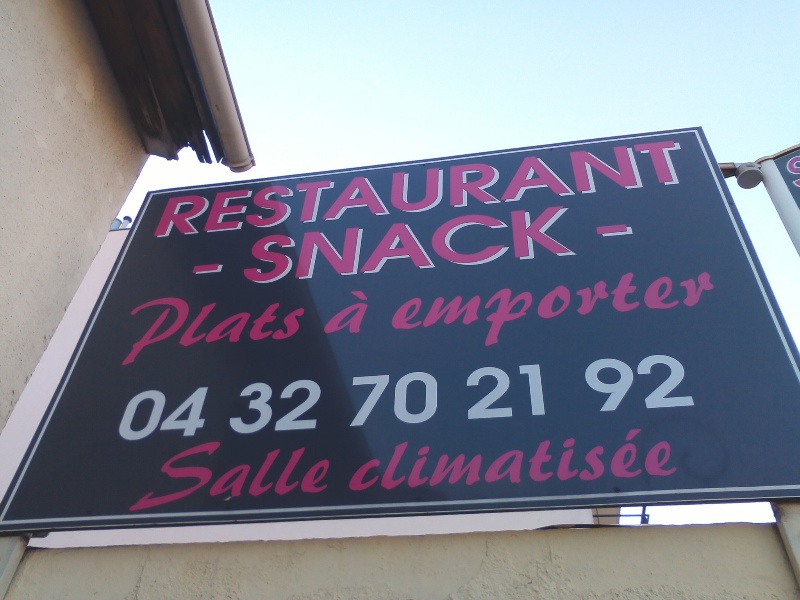 RESTAURANT
- SNACK -
Plats à emporter
04 32 70 21 92
Salle climatisée